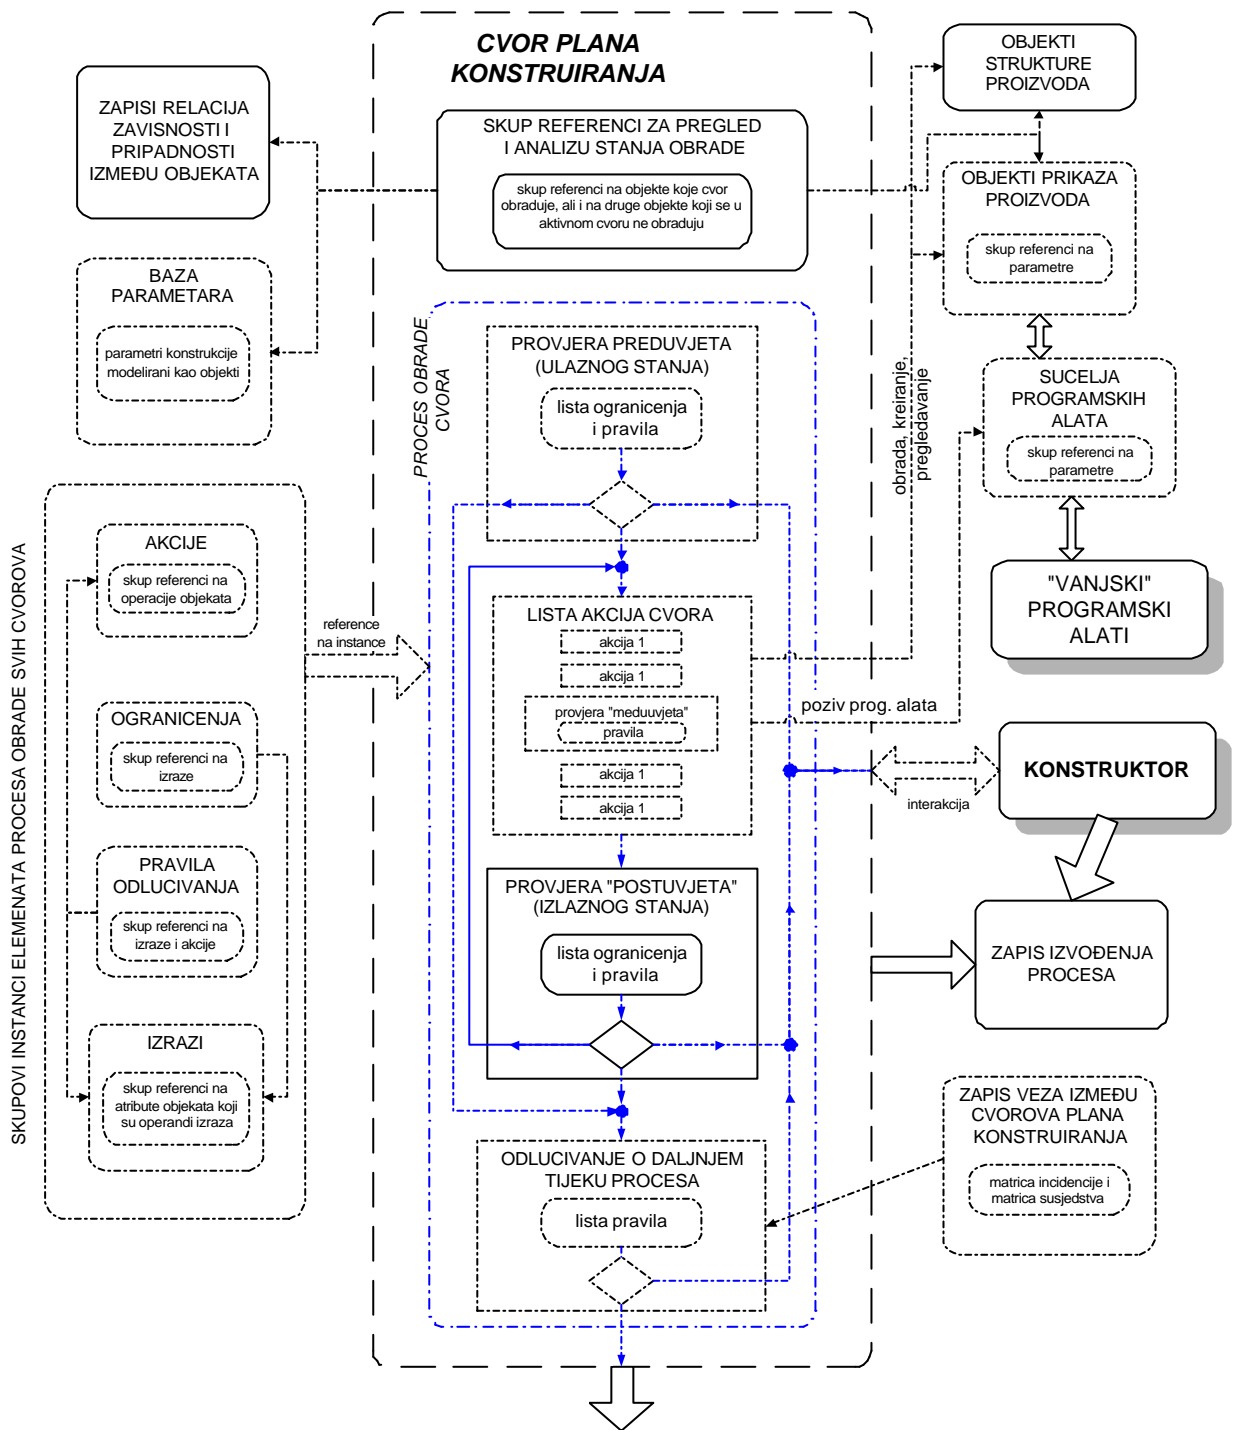 CVOR PLANA
KONSTRUIRANJA
SKUP REFERENCI ZA PREGLED
I ANALIZU STANJA OBRADE
skup referenci na objekte koje cvor
obraduje, ali i na druge objekte koji se u
aktivnom cvoru ne obraduju
ZAPISI RELACIJA
ZAVISNOSTI I
PRIPADNOSTI
IZMEĐU OBJEKATA
BAZA
PARAMETARA
parametri konstrukcije
modelirani kao objekti
SKUPOVI INSTANCI ELEMENATA PROCESA OBRADE SVIH CVOROVA
AKCIJE
skup referenci na
operacije objekata
OGRANICENJA
skup referenci na
izraze
PRAVILA
ODLUCIVANJA
skup referenci na
izraze i akcije
IZRAZI
skup referenci na
atribute objekata koji
su operandi izraza
reference
na instance
PROCES OBRADE
CVORA
PROVJERA PREDUVJETA
(ULAZNOG STANJA)
lista ogranicenja
i pravila
LISTA AKCIJA CVORA
akcija 1
akcija 1
provjera "meduuvjeta"
pravila
akcija 1
akcija 1
PROVJERA "POSTUVJETA"
(IZLAZNOG STANJA)
lista ogranicenja
i pravila
ODLUCIVANJE O DALJNJEM
TIJEKU PROCESA
lista pravila
OBJEKTI
STRUKTURE
PROIZVODA
OBJEKTI PRIKAZA
PROIZVODA
skup referenci na
parametre
obrada, kreiranje,
pregledavanje
SUCELJA
PROGRAMSKIH
ALATA
skup referenci na
parametre
"VANJSKI"
PROGRAMSKI
ALATI
poziv prog. alata
KONSTRUKTOR
interakcija
ZAPIS IZVOĐENJA
PROCESA
ZAPIS VEZA IZMEĐU
CVOROVA PLANA
KONSTRUIRANJA
matrica incidencije i
matrica susjedstva